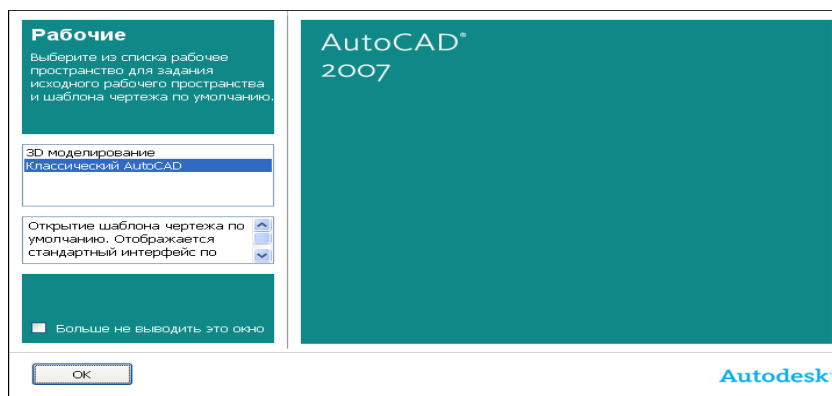 Рабочие
Выберите из списка рабочее
пространство для задания
исходного рабочего пространства
и шаблона чертежа по умолчанию.
3D моделирование
Классический AutoCAD
Открытие шаблона чертежа по
умолчанию. Отображается
стандартный интерфейс по
Больше не выводить это окно
OK
AutoCAD®
2007
Autodesk